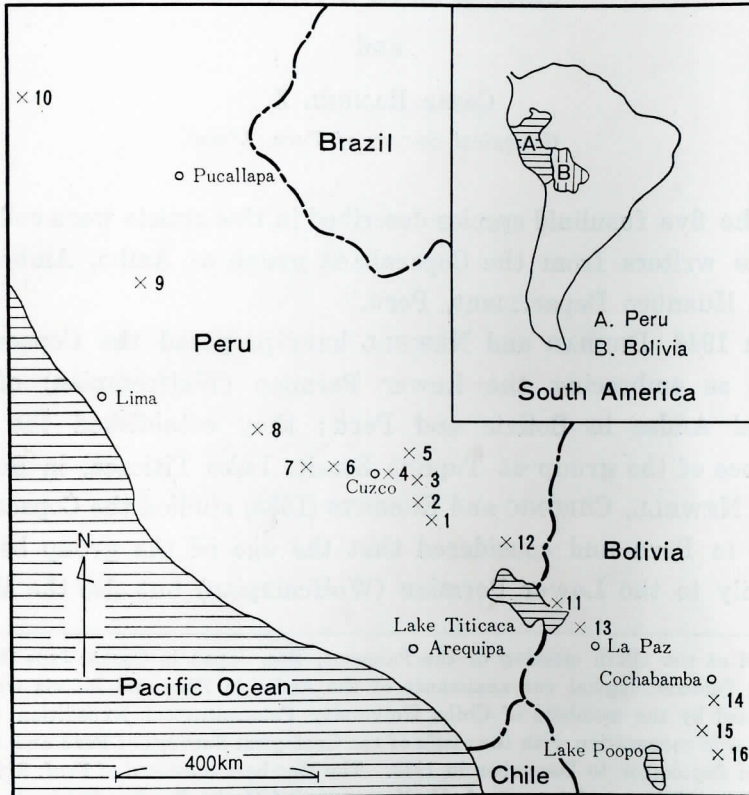 10
Brazil
Pucallapa
A
B
9
Peru
A. Peru
B. Bolivia
Lima
South America
8
5
7
6
4
3
Cuzco
2
1
N
12
Bolivia
11
13
Lake Titicaca
Arequipa
La Paz
Cochabamba
Pacific Ocean
14
15
16
Lake Poopo
400km
Chile